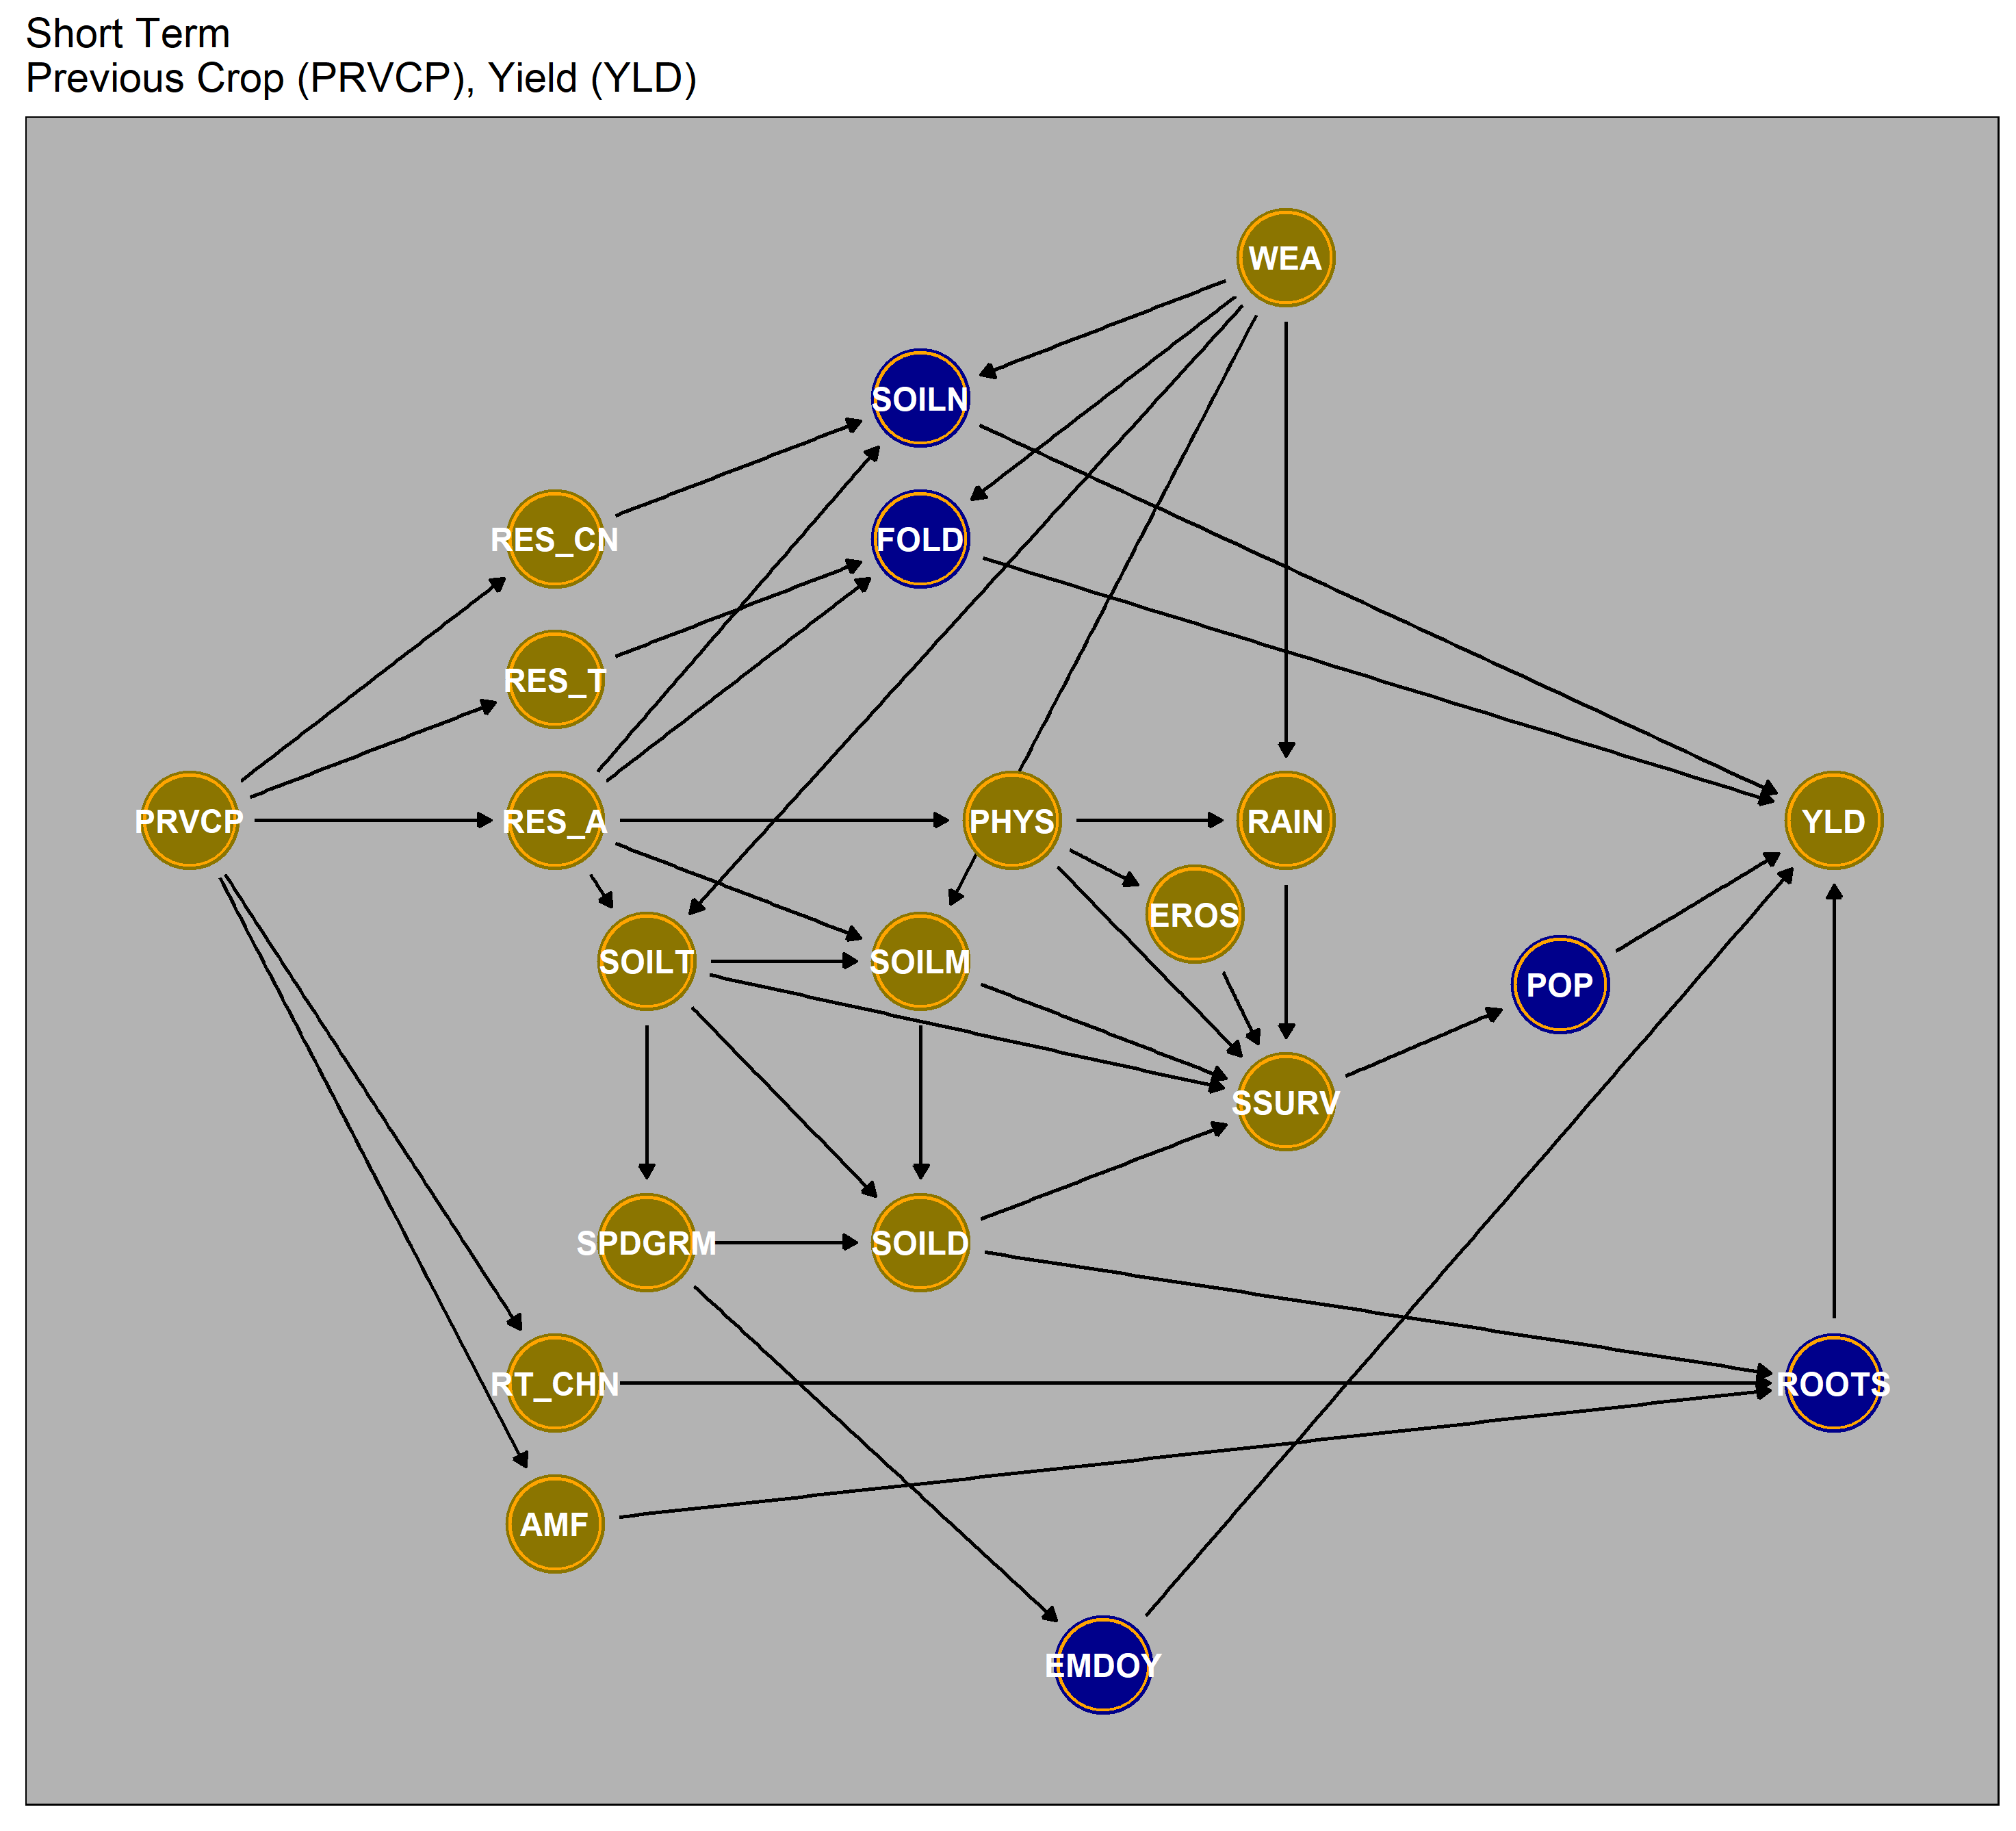 Short Term
Previous Crop (PRVCP), Yield (YLD)
WEA
SOILN
RES_CN
FOLD
RES_T
PRVCP
RES_A
PHYS
RAIN
YLD
EROS
SOILT
SOILM
POP
SSURV
SPDGRM
SOILD
RT_CHN
ROOTS
AMF
EMDOY